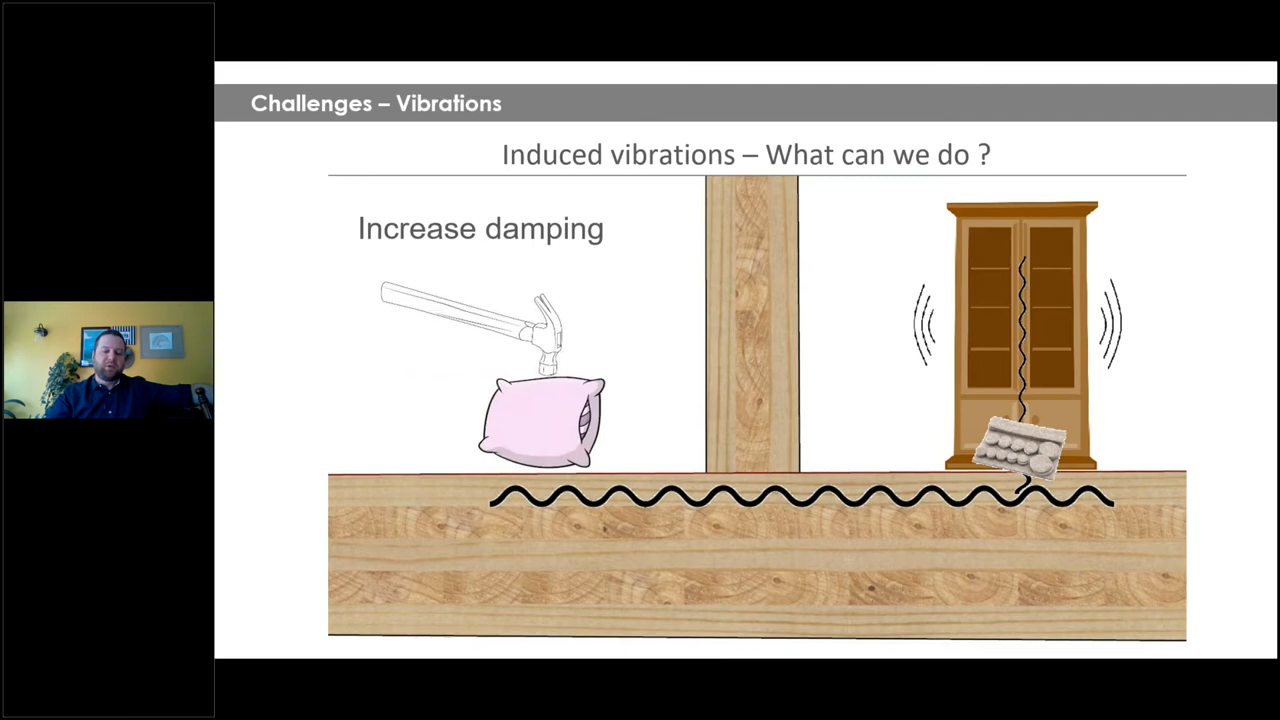 Challenges – Vibrations
Induced vibrations – What can we do ?
Increase damping